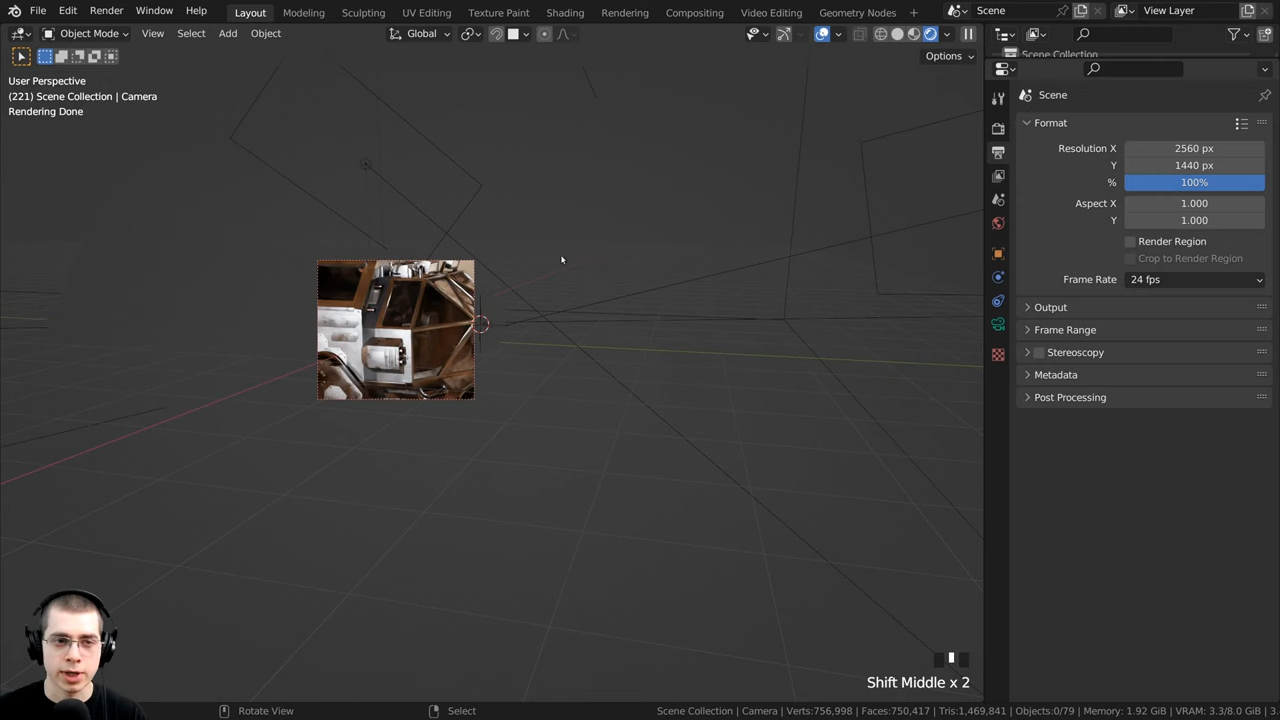 File Edit Render Window Help Layout Modeling Sculpting UV Editing Texture Paint Shading Rendering Compositing Video Editing Geometry Nodes + Scene View Layer
Object Mode View Select Add Object Global
Scene Collection
Options
User Perspective
(221) Scene Collection | Camera
Rendering Done
Scene
Format
Resolution X 2560 px
Y 1440 px
% 100%
Aspect X 1.000
Y 1.000
Render Region
Crop to Render Region
Frame Rate 24 fps
Output
Frame Range
Stereoscopy
Metadata
Post Processing
Shift Middle x 2
Rotate View Select Scene Collection | Camera | Verts:756,998 | Faces:750,417 | Tris:1,469,841 | Objects:0/79 | Memory: 1.92 GiB | VRAM: 3.3/8.0 GiB | 3.